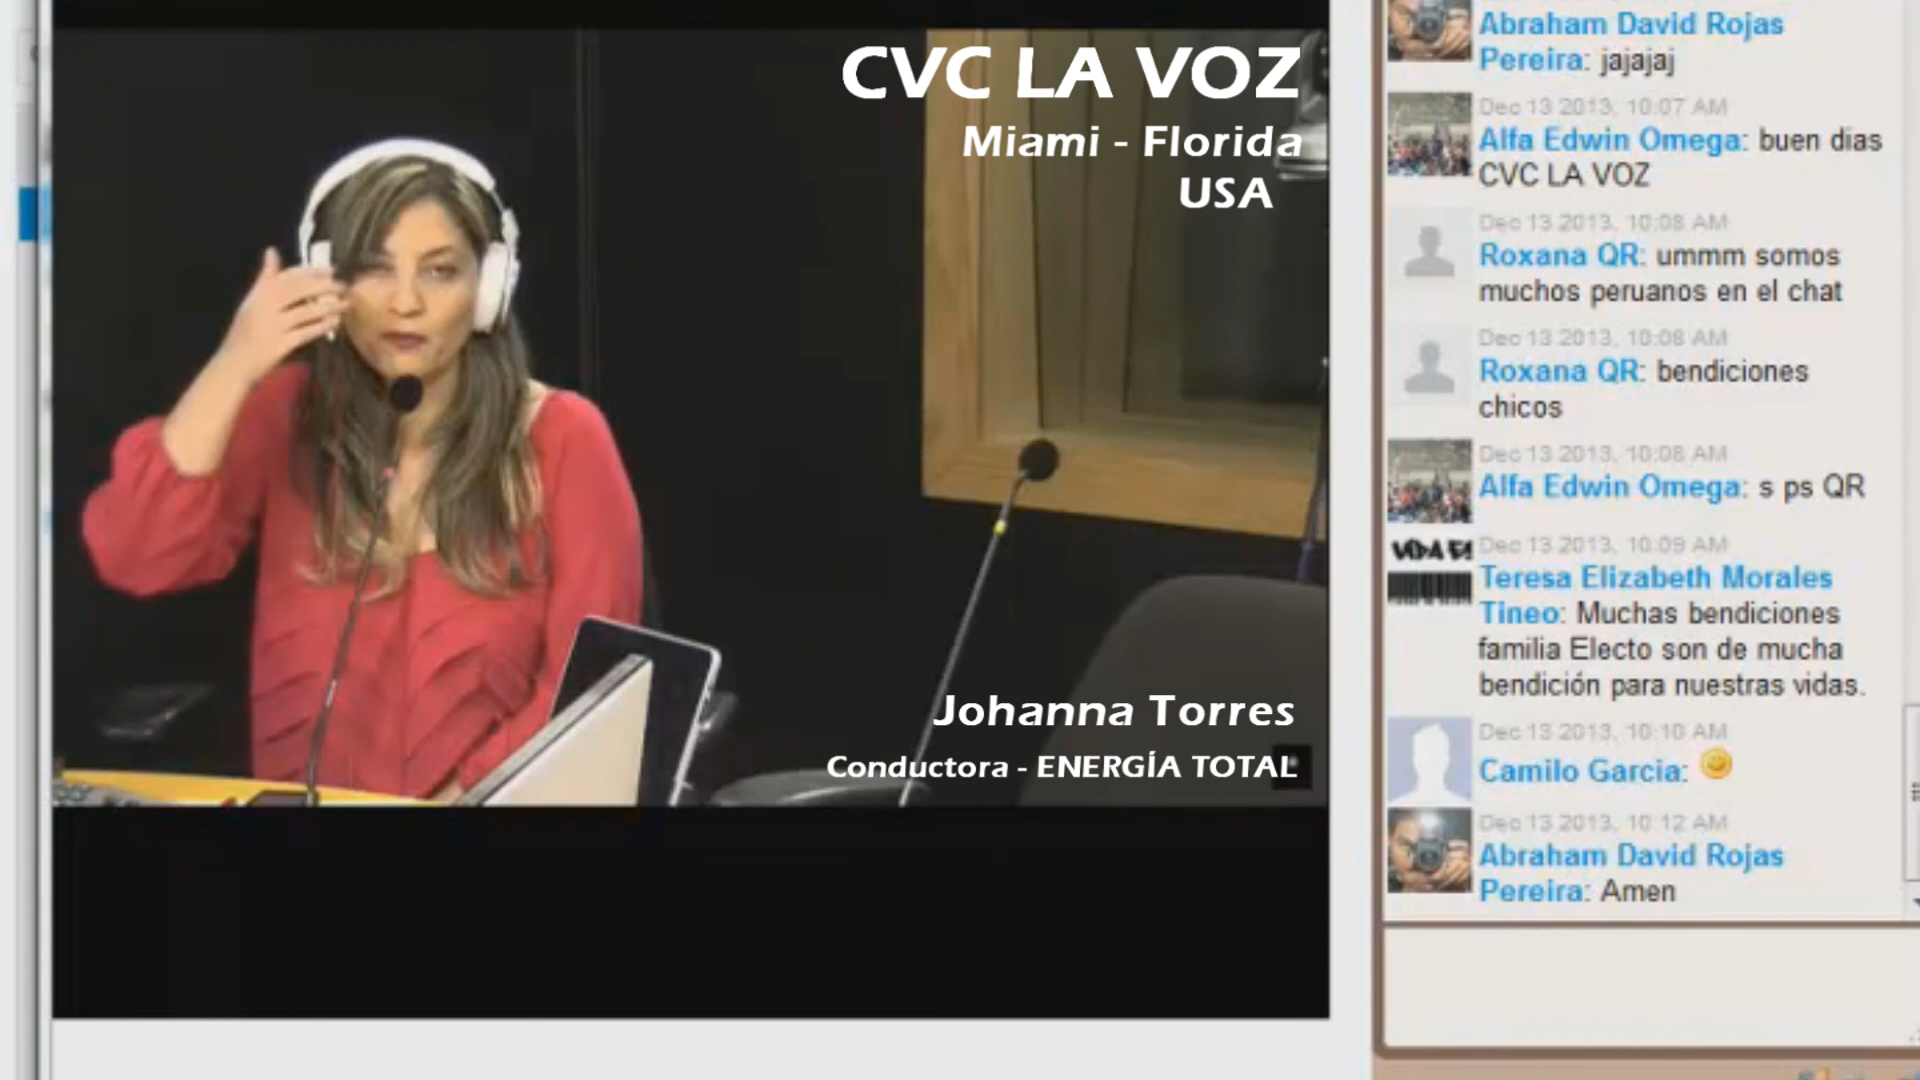 CVC LA VOZ
Miami - Florida
USA
Johanna Torres
Conductora - ENERGÍA TOTAL
Abraham David Rojas
Pereira: jajajaj
Dec 13 2013, 10:07 AM
Alfa Edwin Omega: buen dias
CVC LA VOZ
Dec 13 2013, 10:08 AM
Roxana QR: ummm somos
muchos peruanos en el chat
Dec 13 2013, 10:08 AM
Roxana QR: bendiciones
chicos
Dec 13 2013, 10:08 AM
Alfa Edwin Omega: s ps QR
Dec 13 2013, 10:09 AM
Teresa Elizabeth Morales
Tineo: Muchas bendiciones
familia Electo son de mucha
bendición para nuestras vidas.
Dec 13 2013, 10:10 AM
Camilo Garcia:
Dec 13 2013, 10:12 AM
Abraham David Rojas
Pereira: Amen